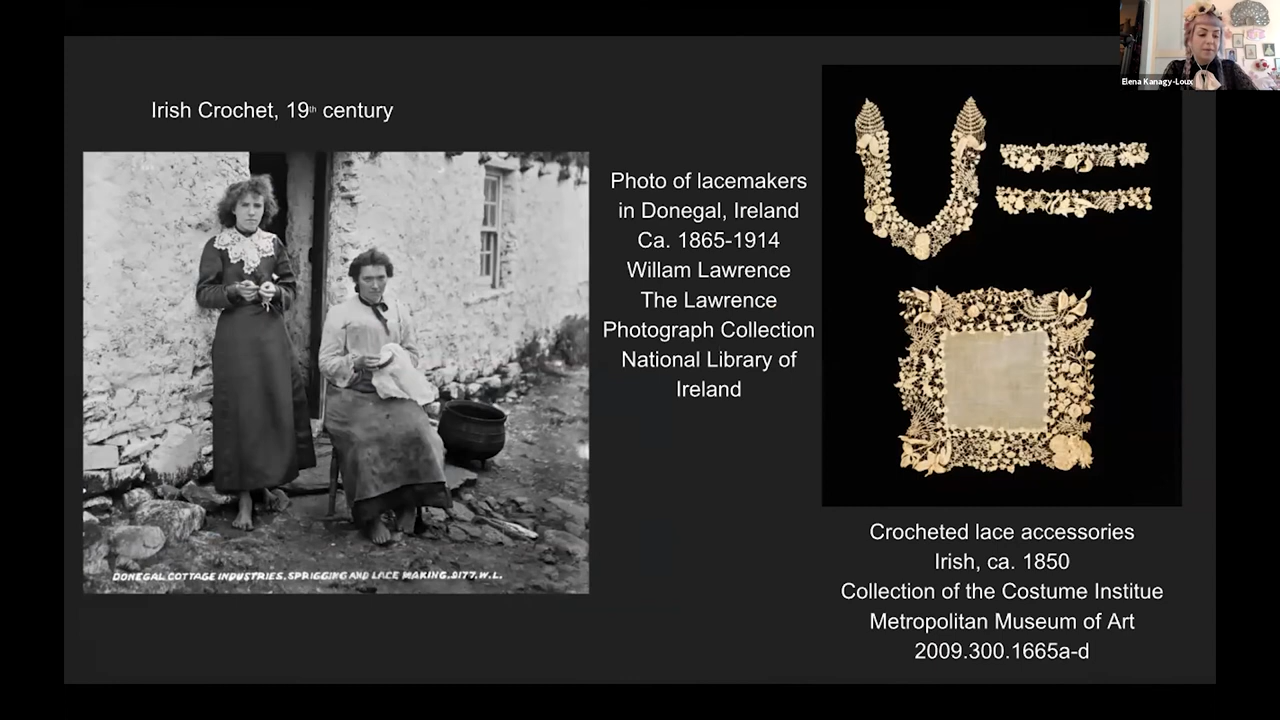 Elena Kanagy-Loux
Irish Crochet, 19th century
Photo of lacemakers
in Donegal, Ireland
Ca. 1865-1914
Willam Lawrence
The Lawrence
Photograph Collection
National Library of
Ireland
DONEGAL COTTAGE INDUSTRIES. SPRIGGING AND LACE MAKING. 9177. W.L.
Crocheted lace accessories
Irish, ca. 1850
Collection of the Costume Institue
Metropolitan Museum of Art
2009.300.1665a-d